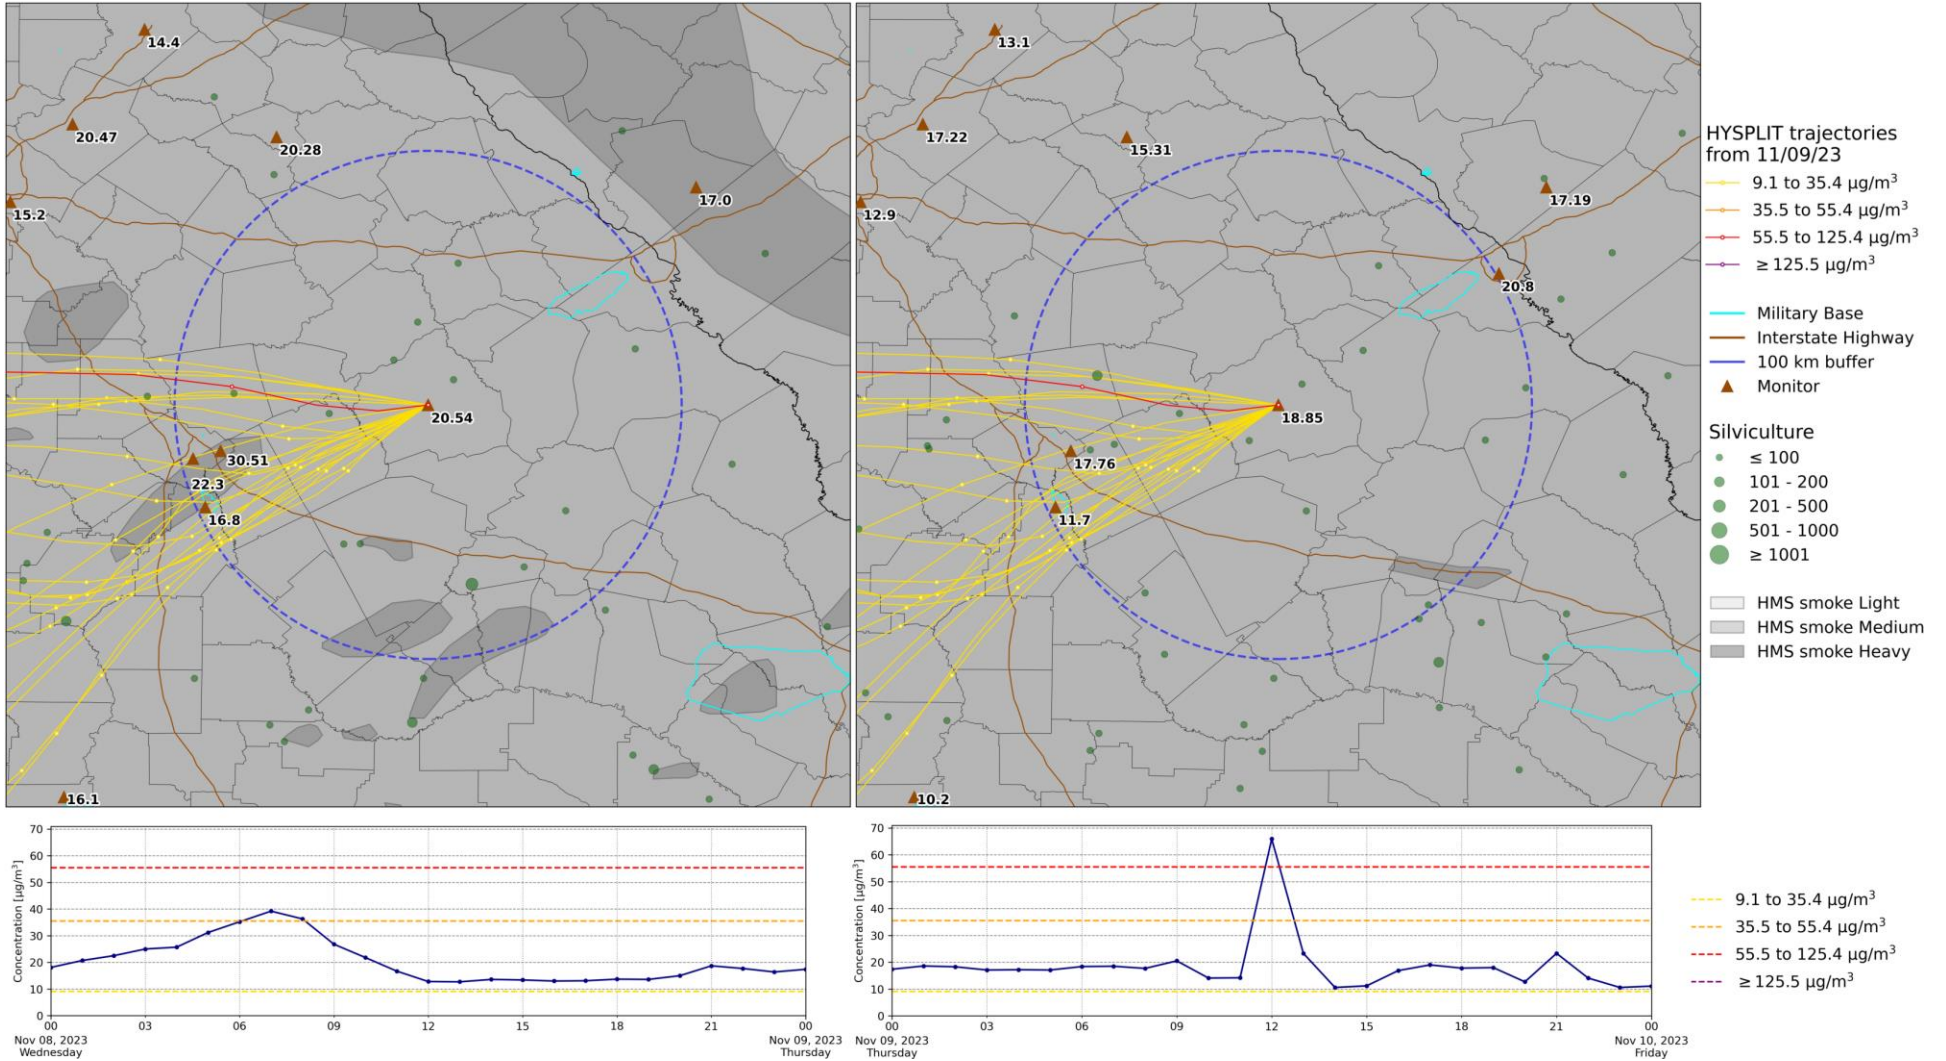 14.4
20.47
20.28
15.2
17.0
20.54
30.51
22.3
16.8
16.1
13.1
17.22
15.31
12.9
17.19
20.8
18.85
17.76
11.7
10.2
HYSPLIT trajectories
from 11/09/23
9.1 to 35.4 µg/m³
35.5 to 55.4 µg/m³
55.5 to 125.4 µg/m³
≥ 125.5 µg/m³
Military Base
Interstate Highway
100 km buffer
Monitor
Silviculture
≤ 100
101 - 200
201 - 500
501 - 1000
≥ 1001
HMS smoke Light
HMS smoke Medium
HMS smoke Heavy
Concentration [µg/m³]
70
60
50
40
30
20
10
0
00 03 06 09 12 15 18 21 00
Nov 08, 2023 Nov 09, 2023
Wednesday Thursday
Concentration [µg/m³]
70
60
50
40
30
20
10
0
00 03 06 09 12 15 18 21 00
Nov 09, 2023 Nov 10, 2023
Thursday Friday
9.1 to 35.4 µg/m³
35.5 to 55.4 µg/m³
55.5 to 125.4 µg/m³
≥ 125.5 µg/m³